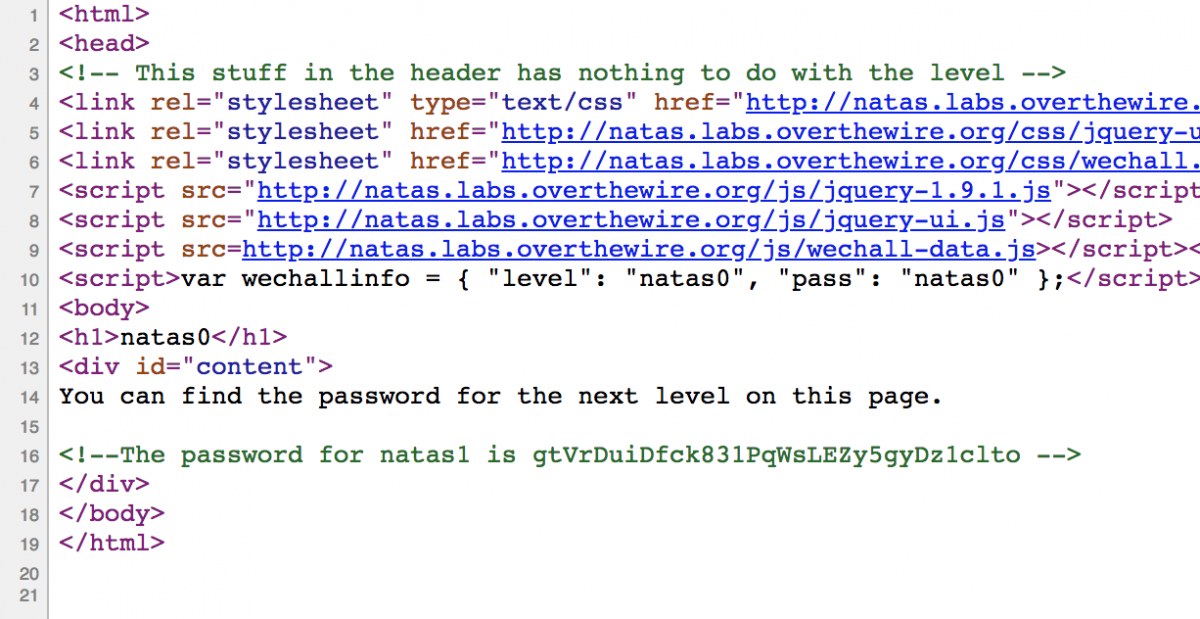 1 <html>
2 <head>
3 <!-- This stuff in the header has nothing to do with the level -->
4 <link rel="stylesheet" type="text/css" href="http://natas.labs.overthewire.
5 <link rel="stylesheet" href="http://natas.labs.overthewire.org/css/jquery-u
6 <link rel="stylesheet" href="http://natas.labs.overthewire.org/css/wechall.
7 <script src="http://natas.labs.overthewire.org/js/jquery-1.9.1.js"></script
8 <script src="http://natas.labs.overthewire.org/js/jquery-ui.js"></script>
9 <script src=http://natas.labs.overthewire.org/js/wechall-data.js></script><
10 <script>var wechallinfo = { "level": "natas0", "pass": "natas0" };</script>
11 <body>
12 <h1>natas0</h1>
13 <div id="content">
14 You can find the password for the next level on this page.
15
16 <!--The password for natas1 is gtVrDuiDfck831PqWsLEZy5gyDz1clto -->
17 </div>
18 </body>
19 </html>
20
21